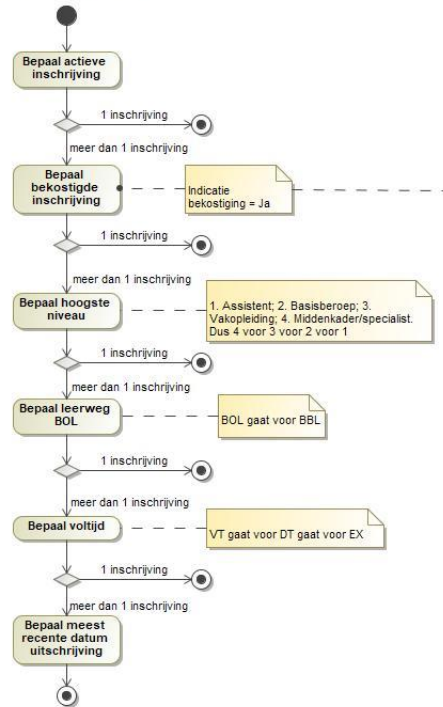 Bepaal actieve
inschrijving
1 inschrijving
meer dan 1 inschrijving
Bepaal
bekostigde
inschrijving
Indicatie
bekostiging = Ja
1 inschrijving
meer dan 1 inschrijving
Bepaal hoogste
niveau
1. Assistent; 2. Basisberoep; 3.
Vakopleiding; 4. Middenkader/specialist.
Dus 4 voor 3 voor 2 voor 1
1 inschrijving
meer dan 1 inschrijving
Bepaal leerweg
BOL
BOL gaat voor BBL
1 inschrijving
meer dan 1 inschrijving
Bepaal voltijd
VT gaat voor DT gaat voor EX
1 inschrijving
meer dan 1 inschrijving
Bepaal meest
recente datum
uitschrijving